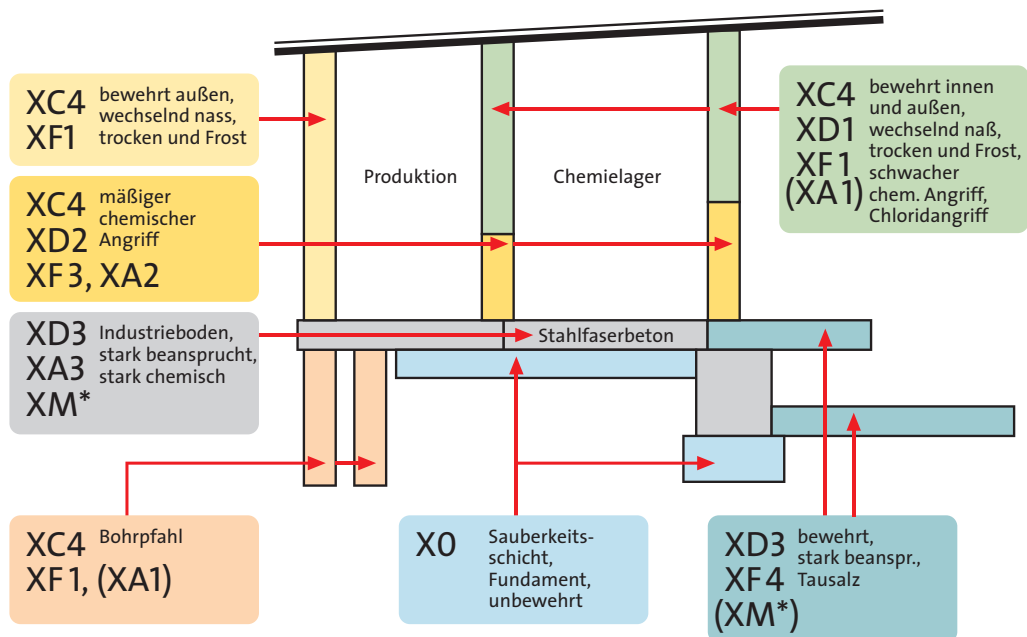 XC4 bewehrt außen,
XF1 wechselnd nass,
trocken und Frost
XC4 mäßiger
chemischer
XD2 Angriff
XF3, XA2
XD3 Industrieboden,
stark beansprucht,
XA3 stark chemisch
XM*
Produktion
Chemielager
Stahlfaserbeton
XC4 bewehrt innen
und außen,
XD1 wechselnd naß,
trocken und Frost,
XF1 schwacher
(XA1) chem. Angriff,
Chloridangriff
XC4 Bohrpfahl
XF1, (XA1)
X0 Sauberkeits-
schicht,
Fundament,
unbewehrt
XD3 bewehrt,
stark beanspr.,
XF4 Tausalz
(XM*)